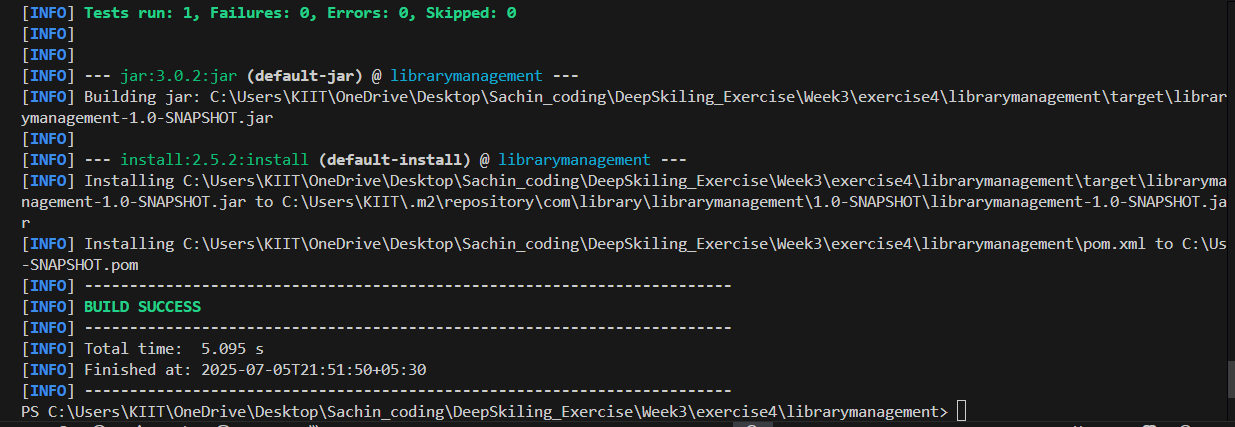 [INFO] Tests run: 1, Failures: 0, Errors: 0, Skipped: 0
[INFO]
[INFO]
[INFO] --- jar:3.0.2:jar (default-jar) @ librarymanagement ---
[INFO] Building jar: C:\Users\KIIT\OneDrive\Desktop\Sachin_coding\DeepSkiling_Exercise\Week3\exercise4\librarymanagement\target\librar
ymanagement-1.0-SNAPSHOT.jar
[INFO]
[INFO] --- install:2.5.2:install (default-install) @ librarymanagement ---
[INFO] Installing C:\Users\KIIT\OneDrive\Desktop\Sachin_coding\DeepSkiling_Exercise\Week3\exercise4\librarymanagement\target\libraryma
nagement-1.0-SNAPSHOT.jar to C:\Users\KIIT\.m2\repository\com\library\librarymanagement\1.0-SNAPSHOT\librarymanagement-1.0-SNAPSHOT.ja
r
[INFO] Installing C:\Users\KIIT\OneDrive\Desktop\Sachin_coding\DeepSkiling_Exercise\Week3\exercise4\librarymanagement\pom.xml to C:\Us
-SNAPSHOT.pom
[INFO] ------------------------------------------------------------------------
[INFO] BUILD SUCCESS
[INFO] ------------------------------------------------------------------------
[INFO] Total time:  5.095 s
[INFO] Finished at: 2025-07-05T21:51:50+05:30
[INFO] ------------------------------------------------------------------------
PS C:\Users\KIIT\OneDrive\Desktop\Sachin_coding\DeepSkiling_Exercise\Week3\exercise4\librarymanagement>